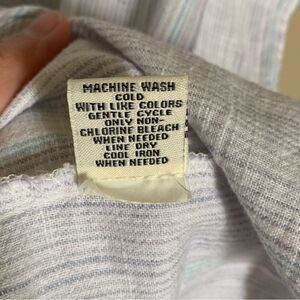 MACHINE WASH
COLD
WITH LIKE COLORS
GENTLE CYCLE
ONLY NON-
CHLORINE BLEACH
WHEN NEEDED
LINE DRY
COOL IRON
WHEN NEEDED